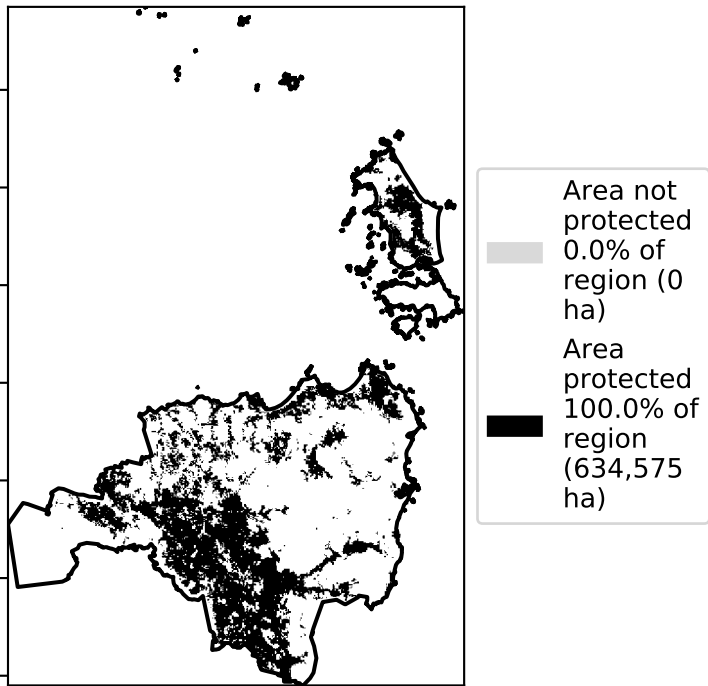 Area not
protected
0.0% of
region (0
ha)
Area
protected
100.0% of
region
(634,575
ha)